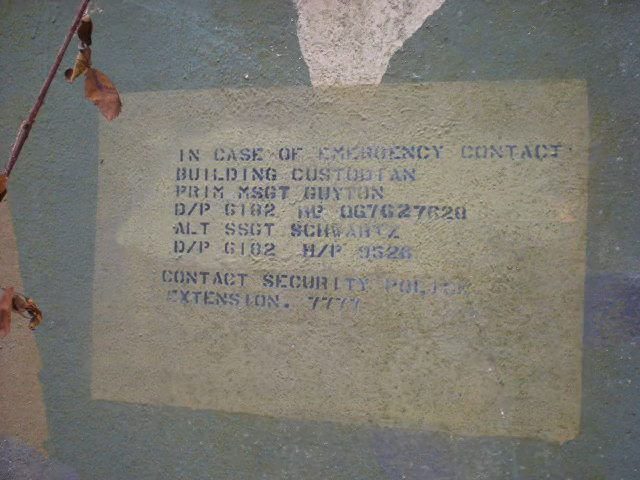 IN CASE OF EMERGENCY CONTACT
BUILDING CUSTODIAN
PRIM MSGT GUYTON
D/P 6182 HP
ALT SSGT SCHWARTZ
D/P 6182 H/P 9526
CONTACT SECURITY POLICE
EXTENSION. 7777